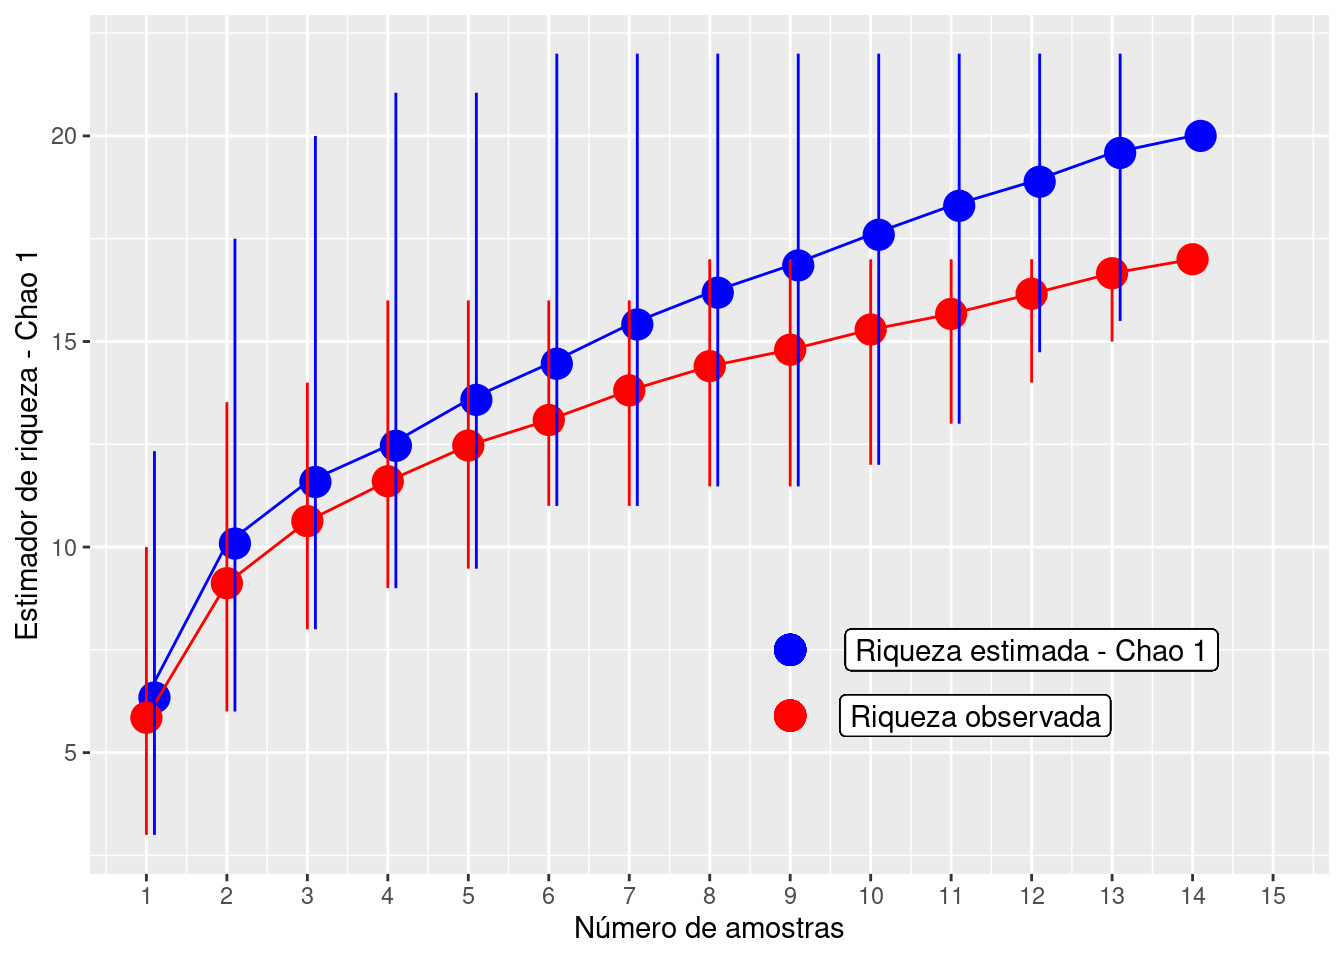 Estimador de riqueza - Chao 1
20
15
10
5
Riqueza estimada - Chao 1
Riqueza observada
1 2 3 4 5 6 7 8 9 10 11 12 13 14 15
Número de amostras